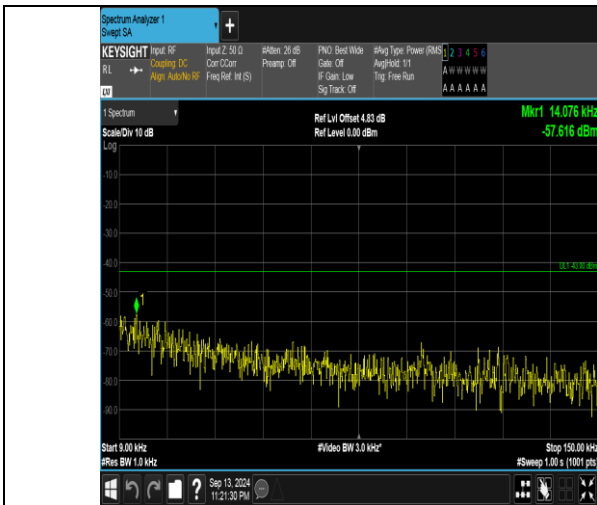 Spectrum Analyzer 1
Swept SA
+
KEYSIGHT Input: RF Input Z: 50 Ω #Atten: 26 dB PNO: Best Wide #Avg Type: Power (RMS 1 2 3 4 5 6
RL Coupling: DC Corr CCorr Preamp: Off Gate: Off Avg|Hold: 1/1 A W W W W W
Align: Auto/No RF Freq Ref: Int (S) IF Gain: Low Trig: Free Run
LXI Sig Track: Off A A A A A A
1 Spectrum Ref Lvl Offset 4.83 dB Mkr1 14.076 kHz
Scale/Div 10 dB Ref Level 0.00 dBm -57.616 dBm
Log
-10.0
-20.0
-30.0
-40.0
DL1 -43.00 dBm
-50.0
1
-60.0
-70.0
-80.0
-90.0
Start 9.00 kHz #Video BW 3.0 kHz* Stop 150.00 kHz
#Res BW 1.0 kHz #Sweep 1.00 s (1001 pts)
? Sep 13, 2024
11:21:30 PM